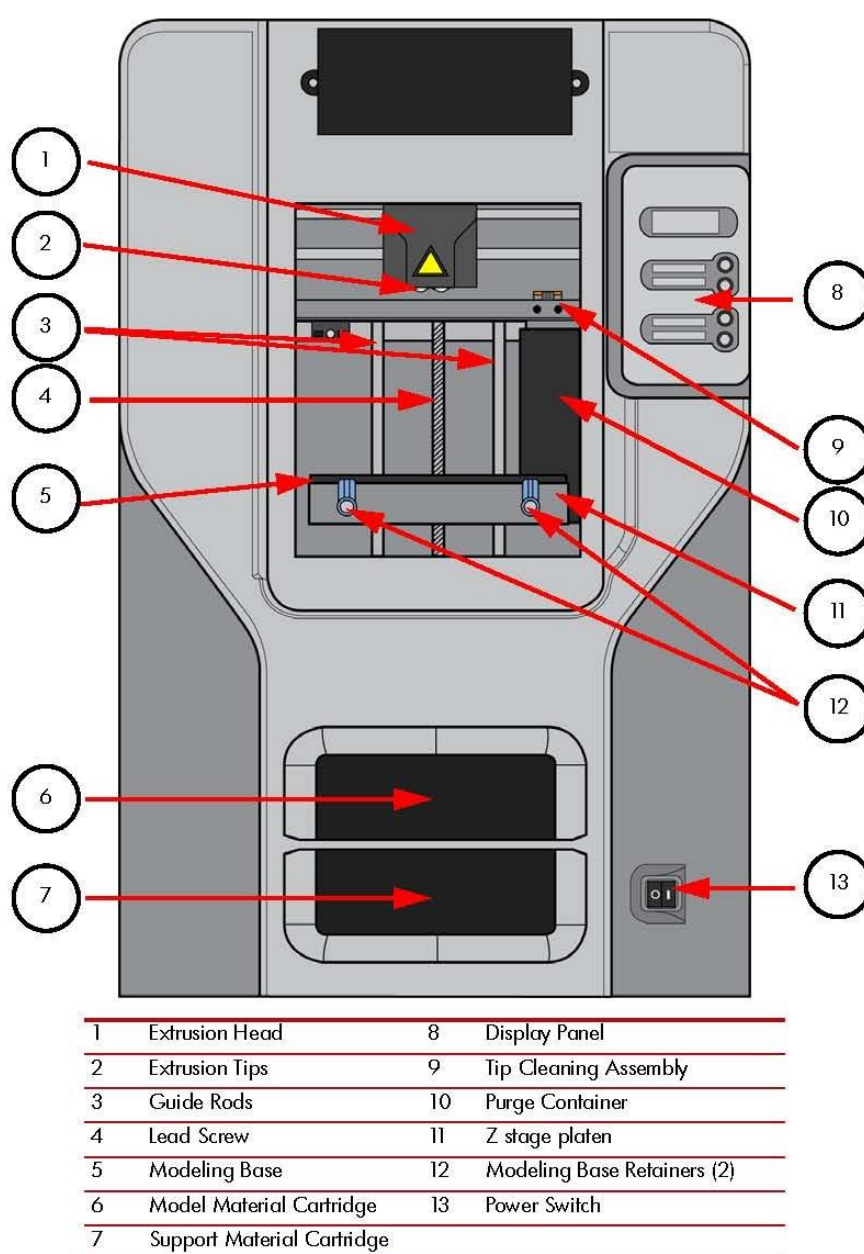 1
2
3
4
5
6
7
8
9
10
11
12
13
1 Extrusion Head 8 Display Panel
2 Extrusion Tips 9 Tip Cleaning Assembly
3 Guide Rods 10 Purge Container
4 Lead Screw 11 Z stage platen
5 Modeling Base 12 Modeling Base Retainers (2)
6 Model Material Cartridge 13 Power Switch
7 Support Material Cartridge